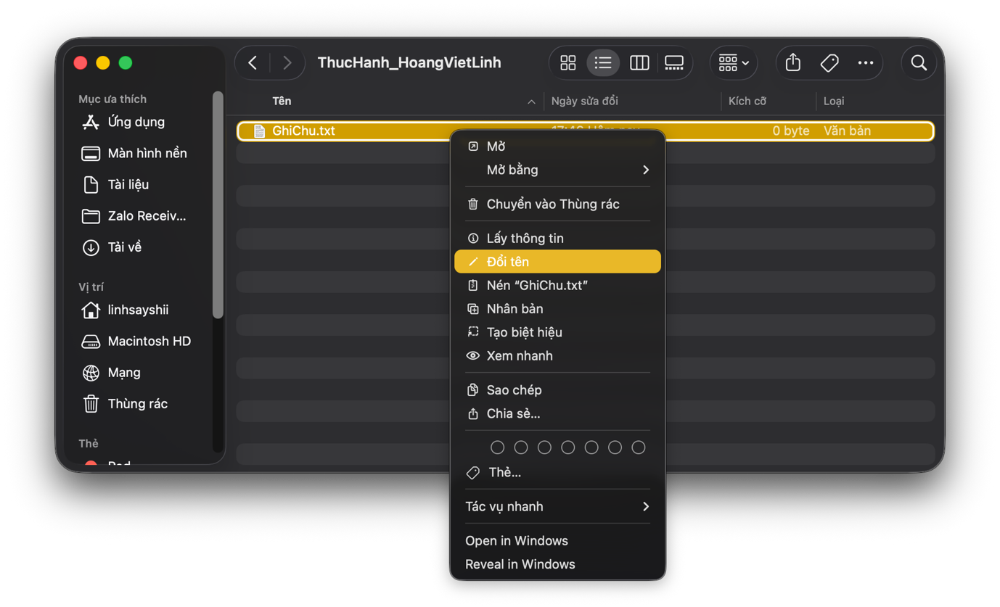 ThucHanh_HoangVietLinh
Mục ưa thích
Ứng dụng
Màn hình nền
Tài liệu
Zalo Receiv...
Tải về
Vị trí
linhsayshii
Macintosh HD
Mạng
Thùng rác
Thẻ
Tên
Ngày sửa đổi
Kích cỡ
Loại
GhiChu.txt
0 byte
Văn bản
Mở
Mở bằng
Chuyển vào Thùng rác
Lấy thông tin
Đổi tên
Nén “GhiChu.txt”
Nhân bản
Tạo biệt hiệu
Xem nhanh
Sao chép
Chia sẻ...
Thẻ...
Tác vụ nhanh
Open in Windows
Reveal in Windows